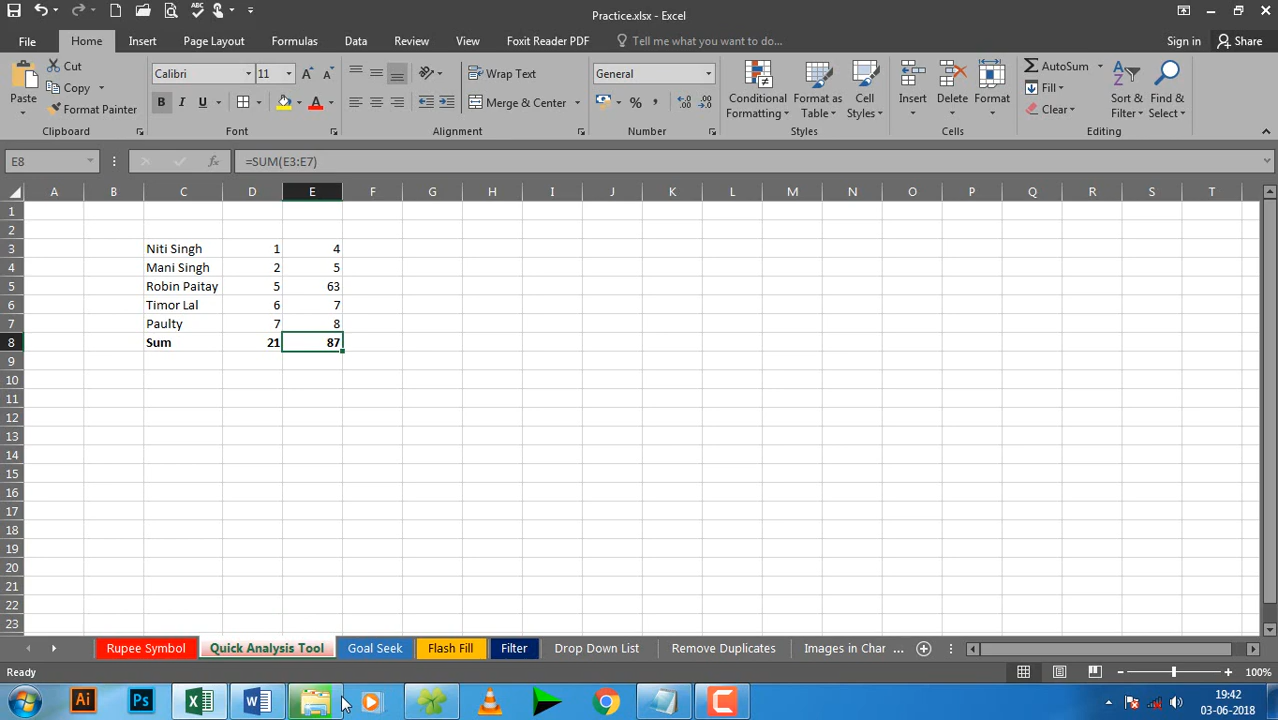 Practice.xlsx - Excel
File Home Insert Page Layout Formulas Data Review View Foxit Reader PDF Tell me what you want to do... Sign in Share
Paste
Cut
Copy
Format Painter
Clipboard
Calibri 11
B I U A
Font
Wrap Text
Merge & Center
Alignment
General
% ,
Number
Conditional Formatting
Format as Table
Cell Styles
Styles
Insert Delete Format
Cells
AutoSum
Fill
Clear
Sort & Filter
Find & Select
Editing
E8 fx =SUM(E3:E7)
A B C D E F G H I J K L M N O P Q R S T
1
2
3 Niti Singh 1 4
4 Mani Singh 2 5
5 Robin Paitay 5 63
6 Timor Lal 6 7
7 Paulty 7 8
8 Sum 21 87
9
10
11
12
13
14
15
16
17
18
19
20
21
22
23
Rupee Symbol Quick Analysis Tool Goal Seek Flash Fill Filter Drop Down List Remove Duplicates Images in Char ...
Ready 100%
Ai Ps 19:42
03-06-2018